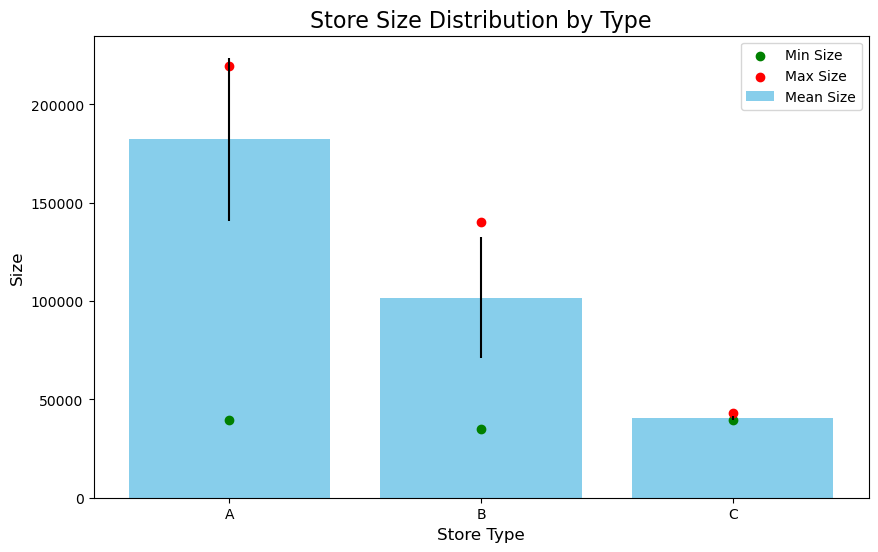 Store Size Distribution by Type
Min Size
Max Size
Mean Size
200000
150000
100000
50000
0
Size
A B C
Store Type